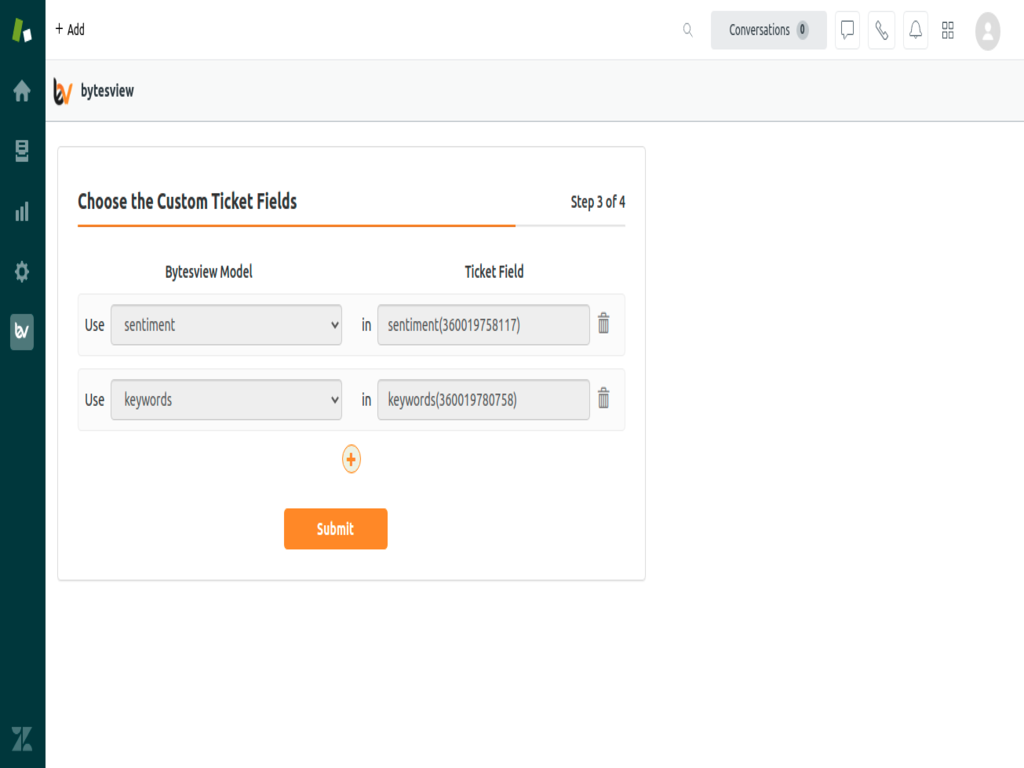 + Add
Conversations 0
bytesview
Choose the Custom Ticket Fields
Step 3 of 4
Bytesview Model
Ticket Field
Use sentiment in sentiment(360019758117)
Use keywords in keywords(360019780758)
Submit